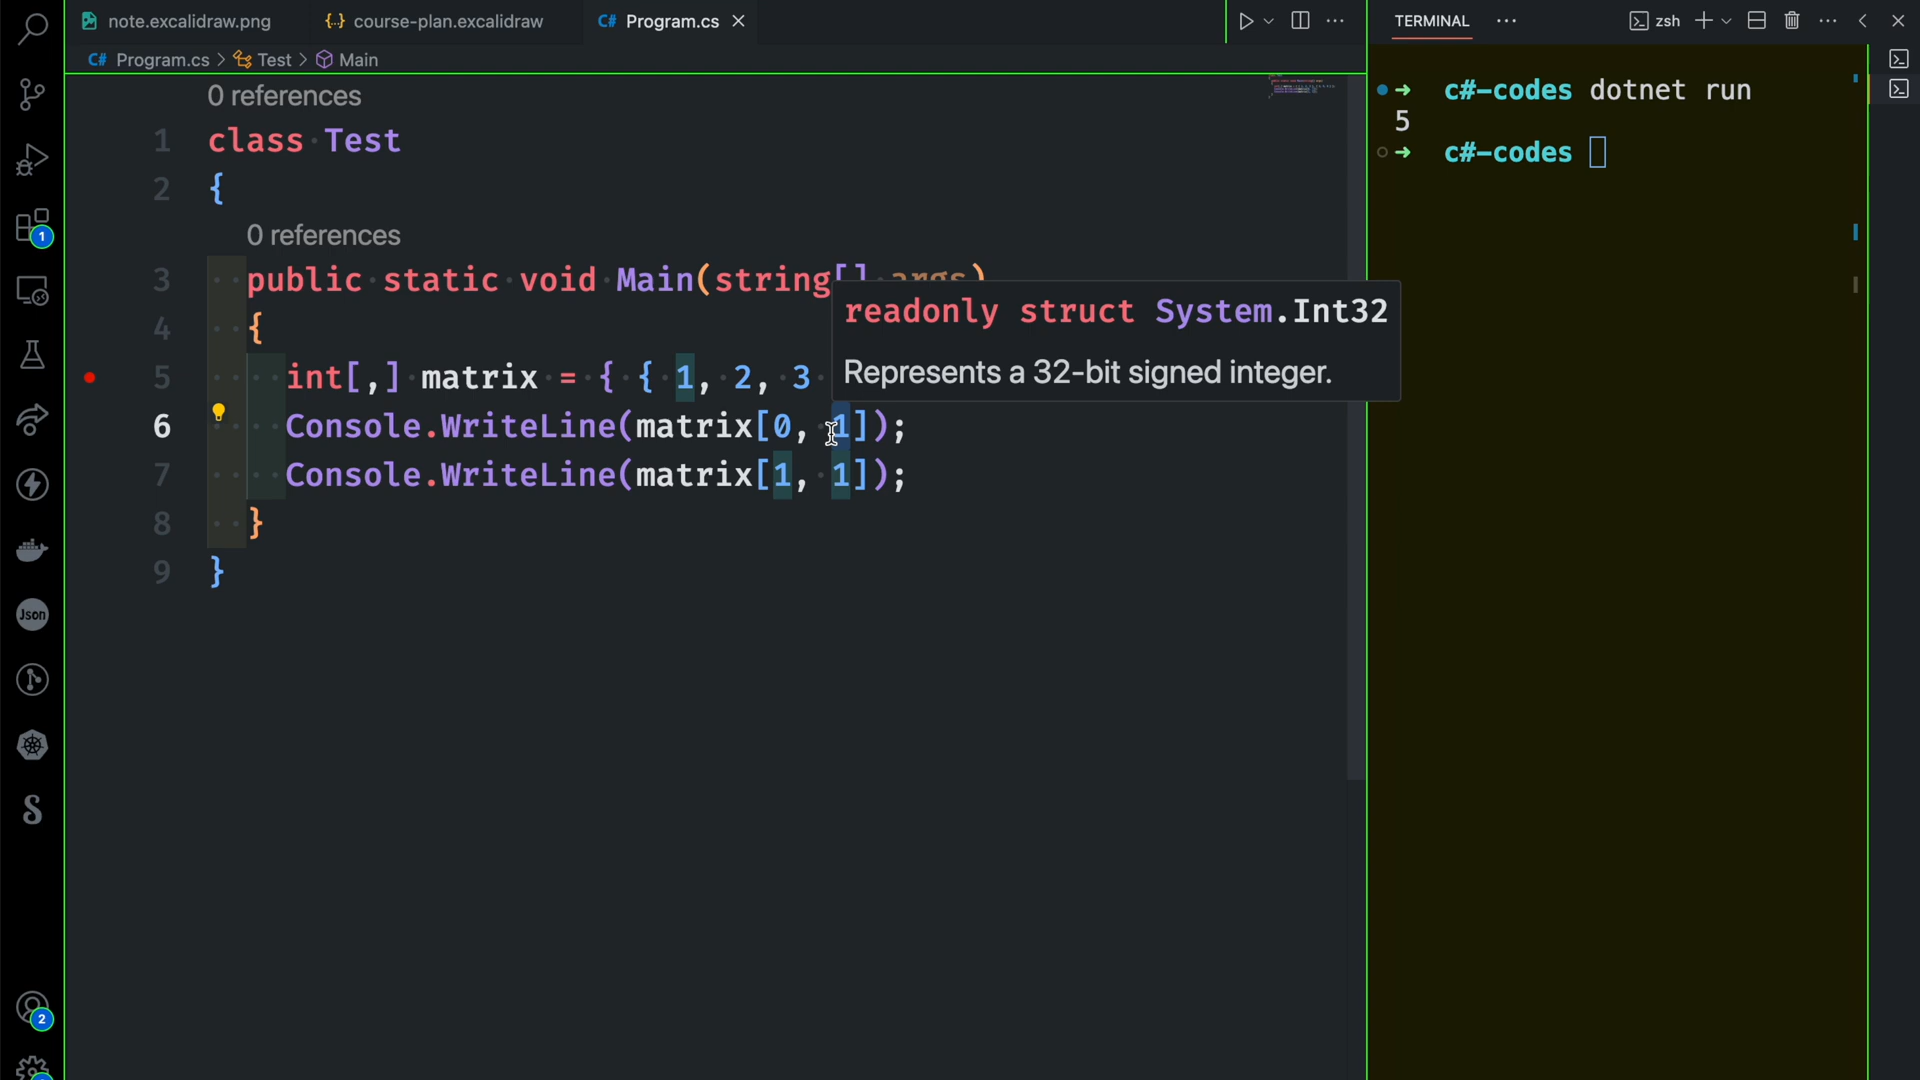 note.excalidraw.png
course-plan.excalidraw
C# Program.cs
TERMINAL
zsh
C# Program.cs > Test > Main
0 references
1 class Test
2 {
0 references
3 public static void Main(string[] args)
4 {
5 int[,] matrix = { { 1, 2, 3
6 Console.WriteLine(matrix[0, 1]);
7 Console.WriteLine(matrix[1, 1]);
8 }
9 }
readonly struct System.Int32
Represents a 32-bit signed integer.
c#-codes dotnet run
5
c#-codes
1
Json
2